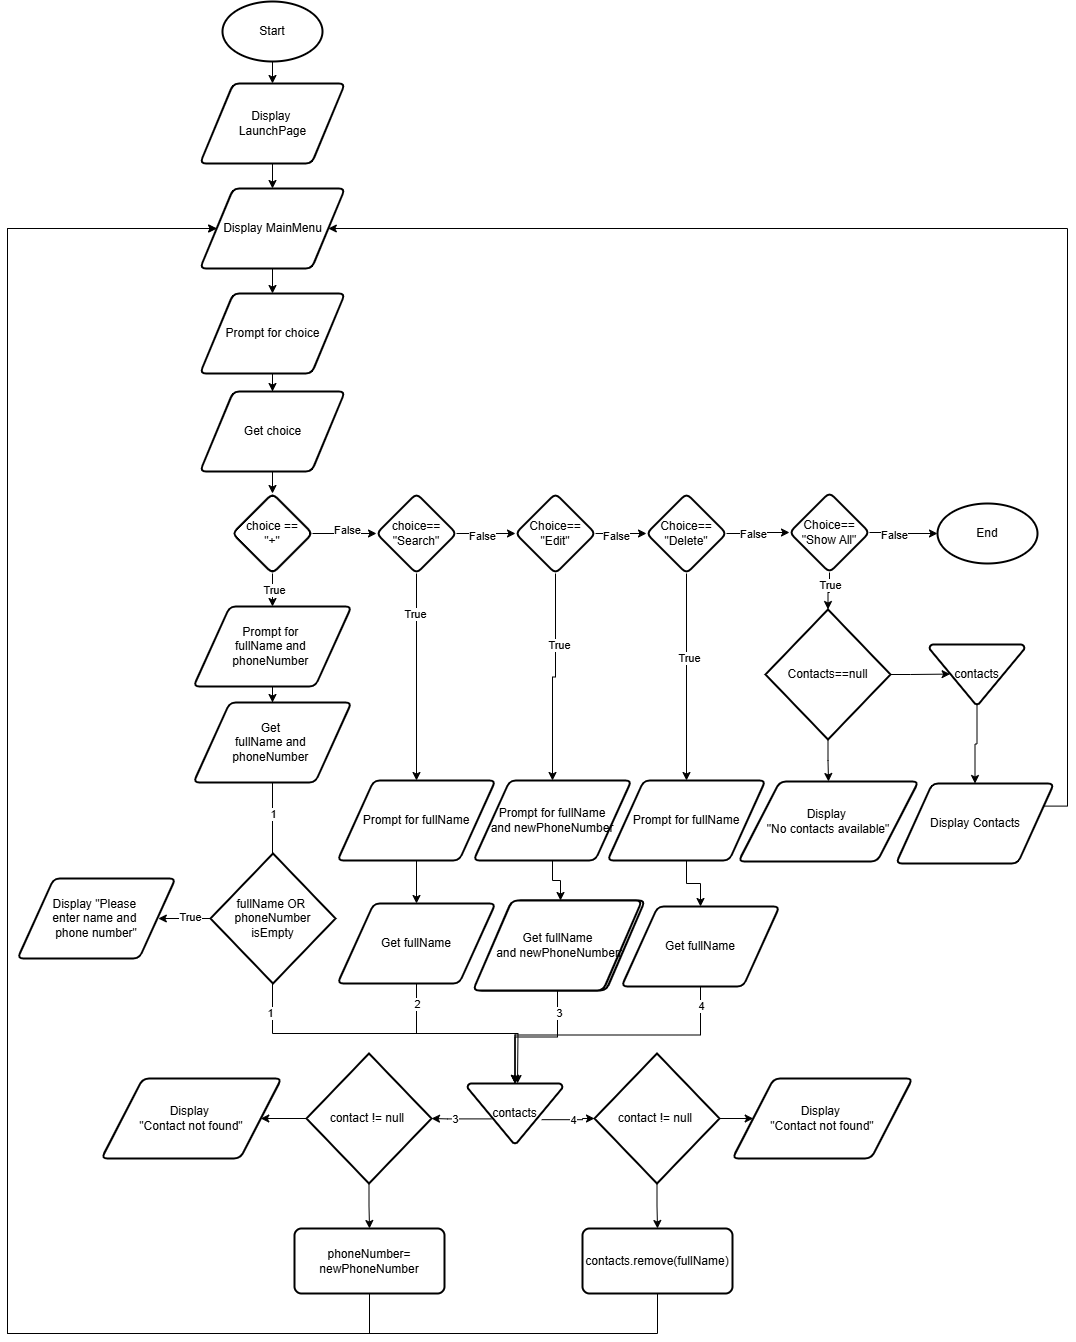 Start
Display
LaunchPage
Display MainMenu
Prompt for choice
Get choice
choice ==
"+"
False
choice==
"Search"
False
Choice==
"Edit"
False
Choice==
"Delete"
False
Choice==
"Show All"
False
End
True
True
True
True
True
Prompt for
fullName and
phoneNumber
Contacts==null
contacts
Get
fullName and
phoneNumber
1
Prompt for fullName
Prompt for fullName
and newPhoneNumber
Prompt for fullName
Display
"No contacts available"
Display Contacts
Display "Please
enter name and
phone number"
True
fullName OR
phoneNumber
isEmpty
Get fullName
Get fullName
and newPhoneNumber
Get fullName
1
2
3
4
Display
"Contact not found"
contact != null
3
contacts
4
contact != null
Display
"Contact not found"
phoneNumber=
newPhoneNumber
contacts.remove(fullName)